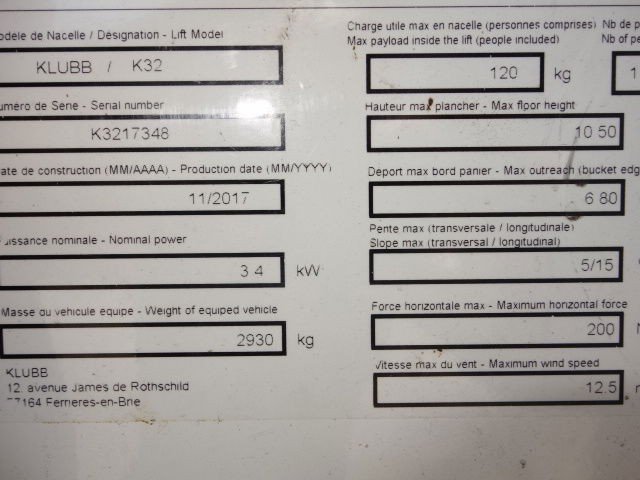 de Nacelle / Désignation - Lift Model
KLUBB / K32
de Serie - Serial number
K3217348
ate de construction (MM/AAAA) - Production date (MM/YYYY)
11/2017
issance nominale - Nominal power
3.4 kW
Masse du vehicule equipe - Weight of equiped vehicle
2930 kg
KLUBB
12, avenue James de Rothschild
7164 Ferrieres-en-Brie
Charge utile max en nacelle (personnes comprises) Nb de p
Max payload inside the lift (people included) Nb of pe
120 kg 1
Hauteur max plancher - Max floor height
10.50
Déport max bord panier - Max outreach (bucket edg
6.80
Pente max (transversale / longitudinale)
Slope max (transversal / longitudinal)
5/15
Force horizontale max - Maximum horizontal force
200 N
Vitesse max du vent - Maximum wind speed
12.5